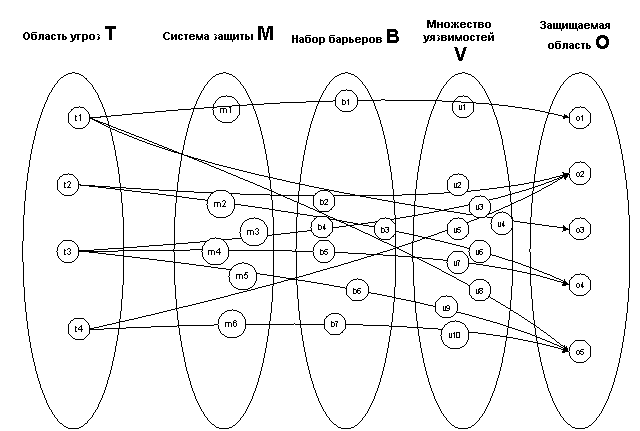 Область угроз T
Система защиты M
Набор барьеров B
Множество
уязвимостей
V
Защищаемая
область O
t1
m1
b1
u1
o1
t2
m2
b2
u2
u3
o2
t3
m3
b4
b3
u5
u4
o3
m4
b5
u6
u7
o4
m5
b6
u8
u9
t4
m6
b7
u10
o5